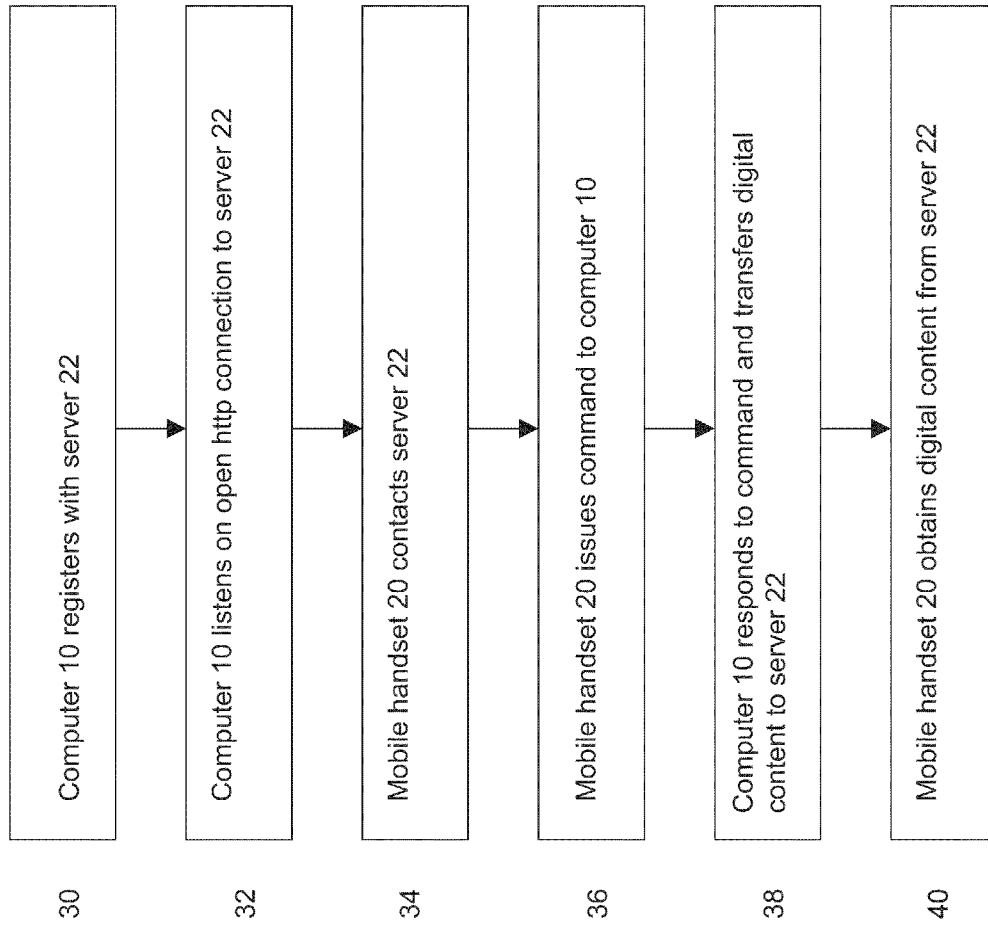 30
Computer 10 registers with server 22
32
Computer 10 listens on open http connection to server 22
34
Mobile handset 20 contacts server 22
36
Mobile handset 20 issues command to computer 10
38
Computer 10 responds to command and transfers digital
content to server 22
40
Mobile handset 20 obtains digital content from server 22